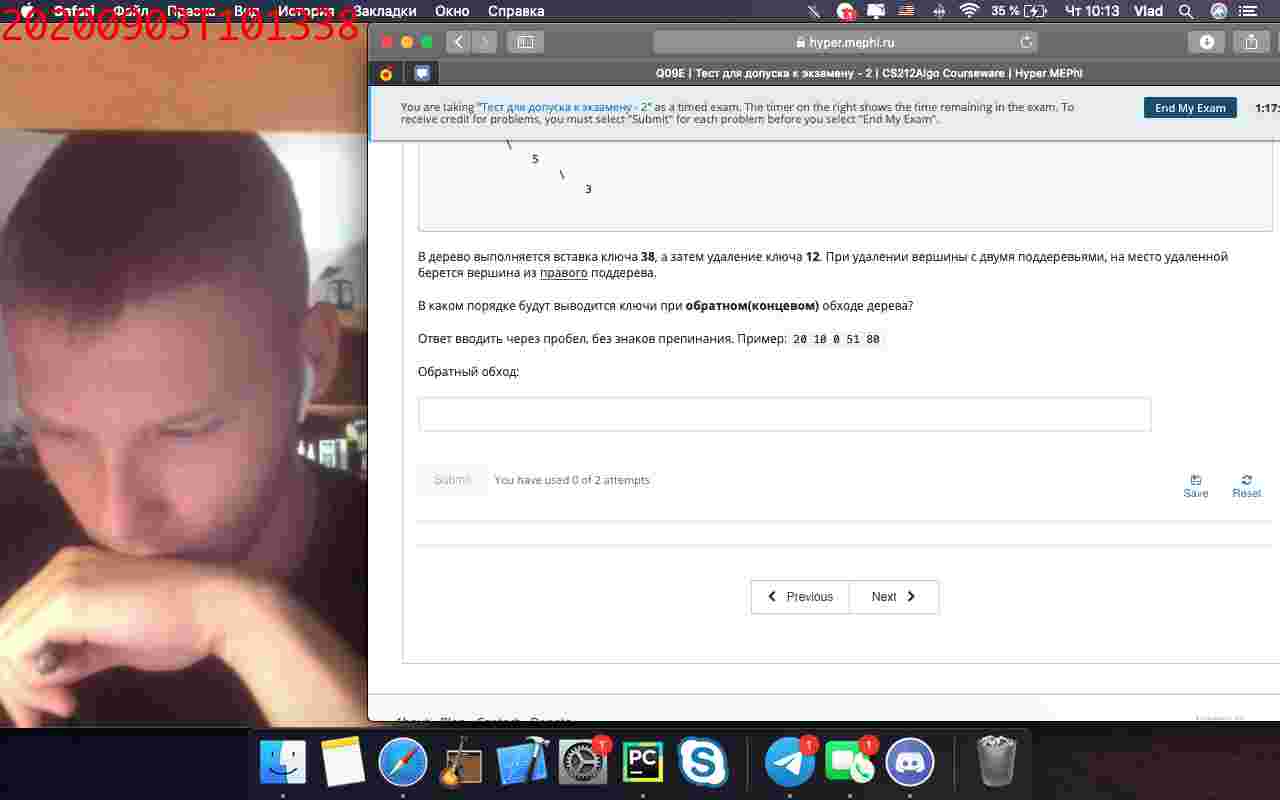 20200903T101338
Safari Файл Правка Вид История Закладки Окно Справка
35 % Чт 10:13 Vlad
hyper.mephi.ru
Q09E | Тест для допуска к экзамену - 2 | CS212Algo Courseware | Hyper.MEPhI
You are taking "Тест для допуска к экзамену - 2" as a timed exam. The timer on the right shows the time remaining in the exam. To
receive credit for problems, you must select "Submit" for each problem before you select "End My Exam".
End My Exam
1:17:
\
5
\
3
В дерево выполняется вставка ключа 38, а затем удаление ключа 12. При удалении вершины с двумя поддеревьями, на место удаленной
берется вершина из правого поддерева.
В каком порядке будут выводится ключи при обратном(концевом) обходе дерева?
Ответ вводить через пробел, без знаков препинания. Пример: 20 10 0 51 80
Обратный обход:
Submit You have used 0 of 2 attempts
Save Reset
Previous Next
PC
1
1
1